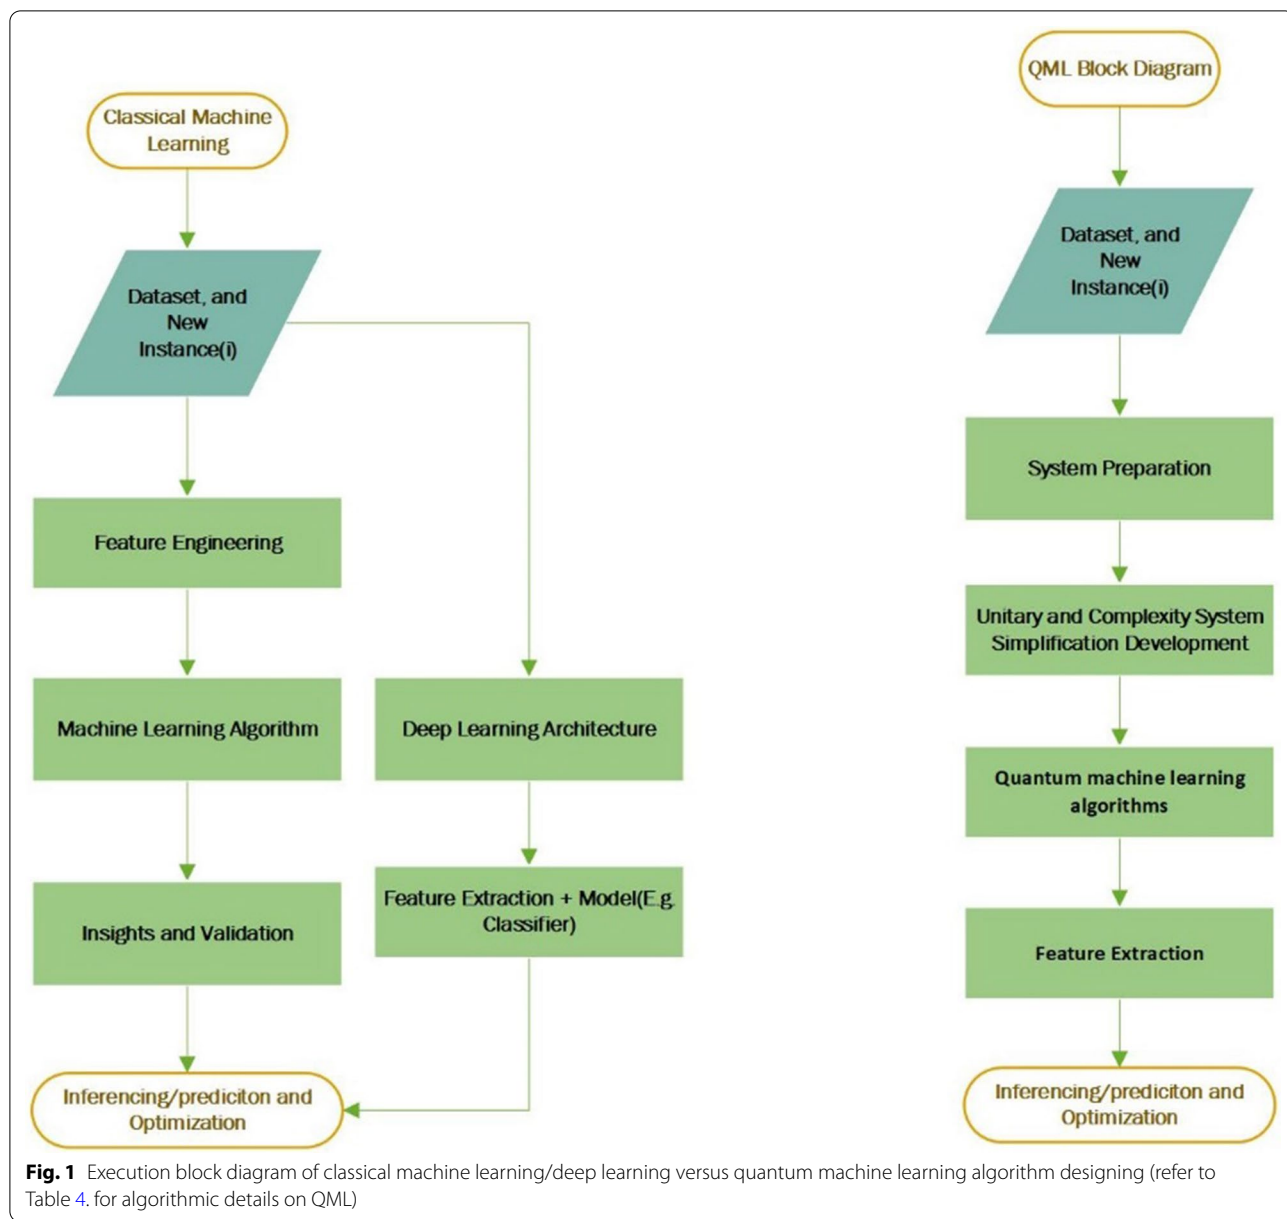 Classical Machine
Learning
Dataset, and
New
Instance(i)
Feature Engineering
Machine Learning Algorithm
Insights and Validation
Deep Learning Architecture
Feature Extraction + Model(E.g.
Classifier)
Inferencing/prediciton and
Optimization
QML Block Diagram
Dataset, and
New
Instance(i)
System Preparation
Unitary and Complexity System
Simplification Development
Quantum machine learning
algorithms
Feature Extraction
Inferencing/prediciton and
Optimization
Fig. 1 Execution block diagram of classical machine learning/deep learning versus quantum machine learning algorithm designing (refer to
Table 4. for algorithmic details on QML)